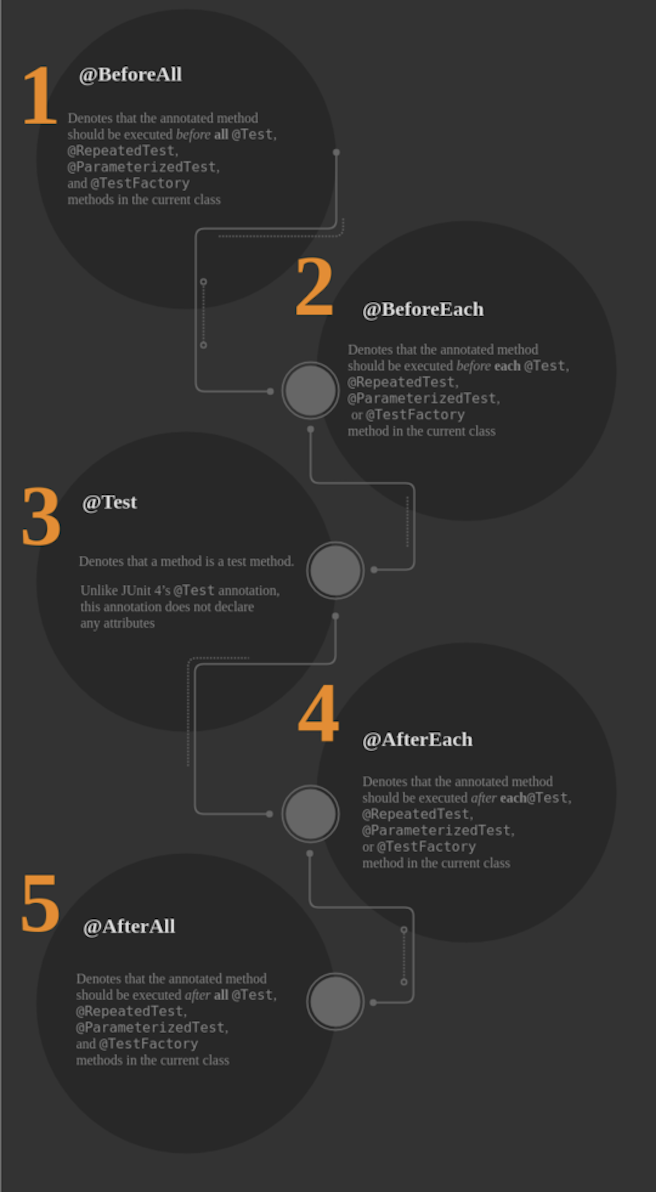 1
@BeforeAll
Denotes that the annotated method
should be executed before all @Test,
@RepeatedTest,
@ParameterizedTest,
and @TestFactory
methods in the current class
2
@BeforeEach
Denotes that the annotated method
should be executed before each @Test,
@RepeatedTest,
@ParameterizedTest,
or @TestFactory
method in the current class
3
@Test
Denotes that a method is a test method.
Unlike JUnit 4’s @Test annotation,
this annotation does not declare
any attributes
4
@AfterEach
Denotes that the annotated method
should be executed after each@Test,
@RepeatedTest,
@ParameterizedTest,
or @TestFactory
method in the current class
5
@AfterAll
Denotes that the annotated method
should be executed after all @Test,
@RepeatedTest,
@ParameterizedTest,
and @TestFactory
methods in the current class